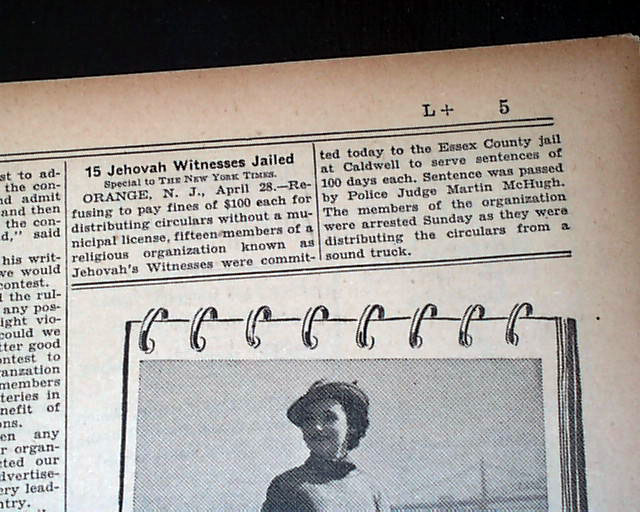 L+ 5
st to ad-
the con-
nd admit
and then
the con-
d," said
his writ-
ve would
contest.
d the rul-
any pos-
ight vio-
could we
tter good
ontest to
anzation
members
teries in
nefit of
ons.
en any
r organ-
cted our
dvertise-
ery lead-
ntry.
15 Jehovah Witnesses Jailed
Special to THE NEW YORK TIMES.
ORANGE, N. J., April 28.—Re-
fusing to pay fines of $100 each for
distributing circulars without a mu-
nicipal license, fifteen members of a
religious organization known as
Jehovah's Witnesses were commit-
ted today to the Essex County jail
at Caldwell to serve sentences of
100 days each. Sentence was passed
by Police Judge Martin McHugh.
The members of the organization
were arrested Sunday as they were
distributing the circulars from a
sound truck.